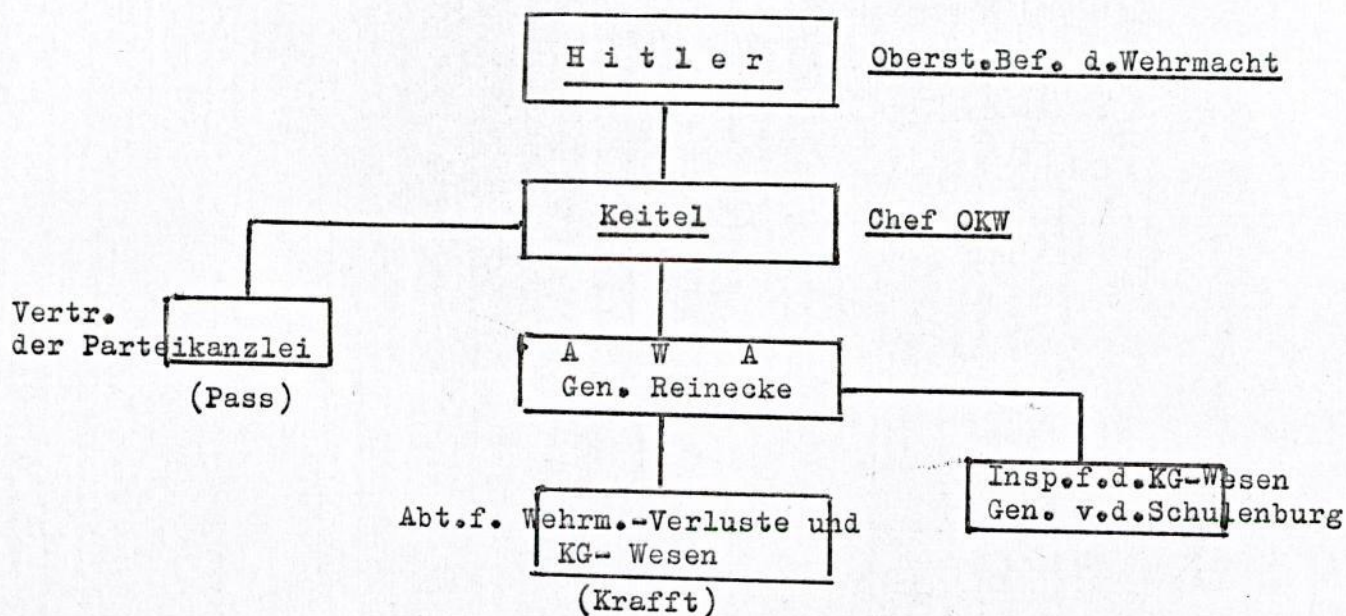 H i t l e r
Oberst.Bef. d.Wehrmacht
Keitel
Chef OKW
Vertr.
der Parteikanzlei
(Pass)
A W A
Gen. Reinecke
Insp.f.d.KG-Wesen
Gen. v.d.Schulenburg
Abt.f. Wehrm.-Verluste und
KG- Wesen
(Krafft)